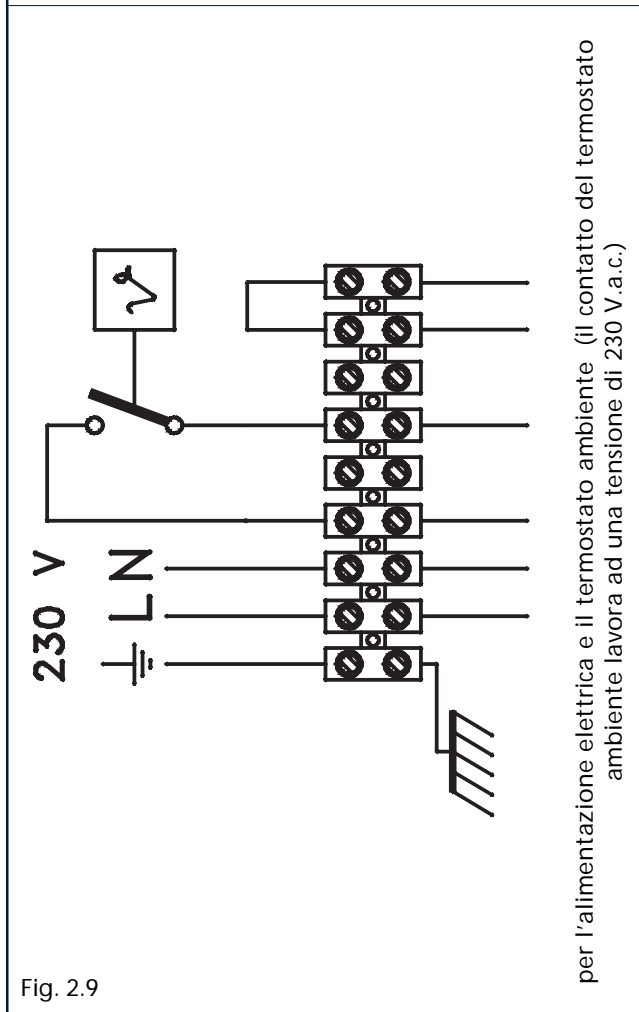 230 V
L N
per l'alimentazione elettrica e il termostato ambiente (il contatto del termostato
ambiente lavora ad una tensione di 230 V.a.c.)
Fig. 2.9